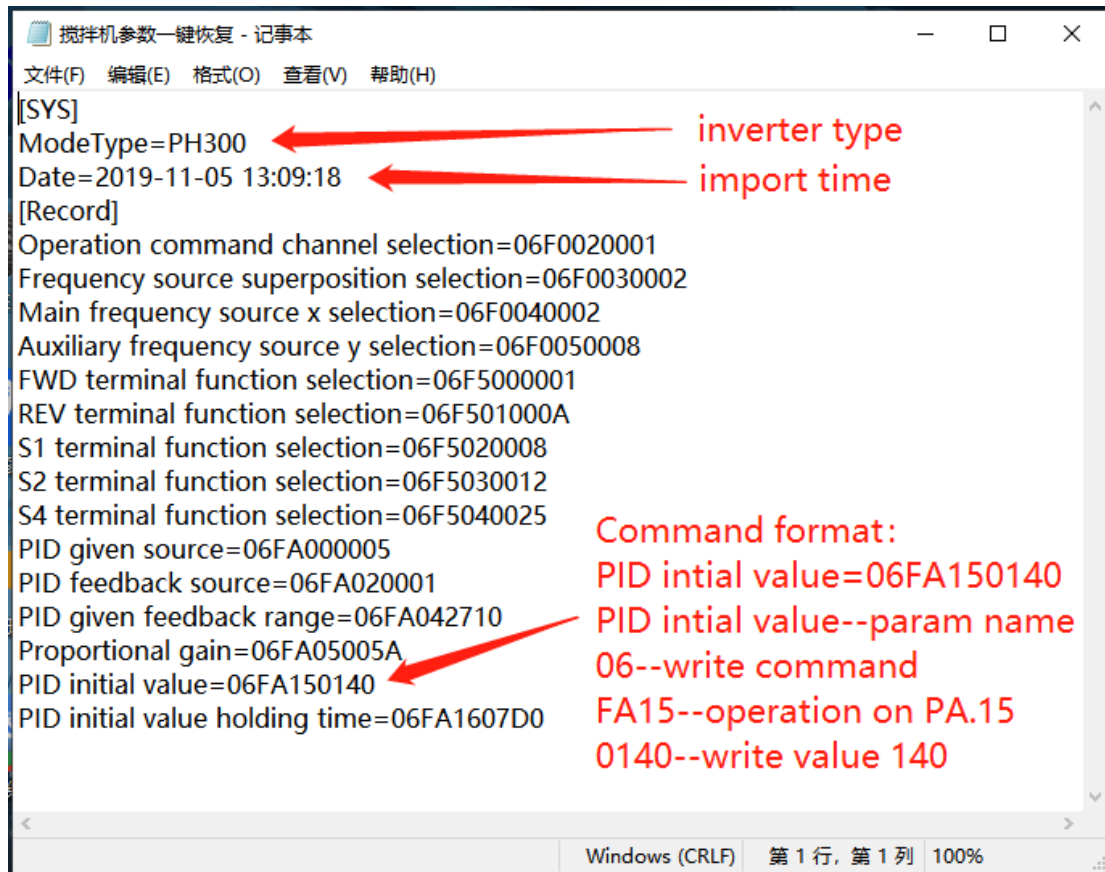 搅拌机参数一键恢复 - 记事本
文件(F) 编辑(E) 格式(O) 查看(V) 帮助(H)
[SYS]
ModeType=PH300
inverter type
Date=2019-11-05 13:09:18
import time
[Record]
Operation command channel selection=06F0020001
Frequency source superposition selection=06F0030002
Main frequency source x selection=06F0040002
Auxiliary frequency source y selection=06F0050008
FWD terminal function selection=06F5000001
REV terminal function selection=06F501000A
S1 terminal function selection=06F5020008
S2 terminal function selection=06F5030012
S4 terminal function selection=06F5040025
PID given source=06FA000005
PID feedback source=06FA020001
PID given feedback range=06FA042710
Proportional gain=06FA05005A
PID initial value=06FA150140
PID initial value holding time=06FA1607D0
Command format:
PID intial value=06FA150140
PID intial value--param name
06--write command
FA15--operation on PA.15
0140--write value 140
Windows (CRLF) 第 1 行, 第 1 列 100%